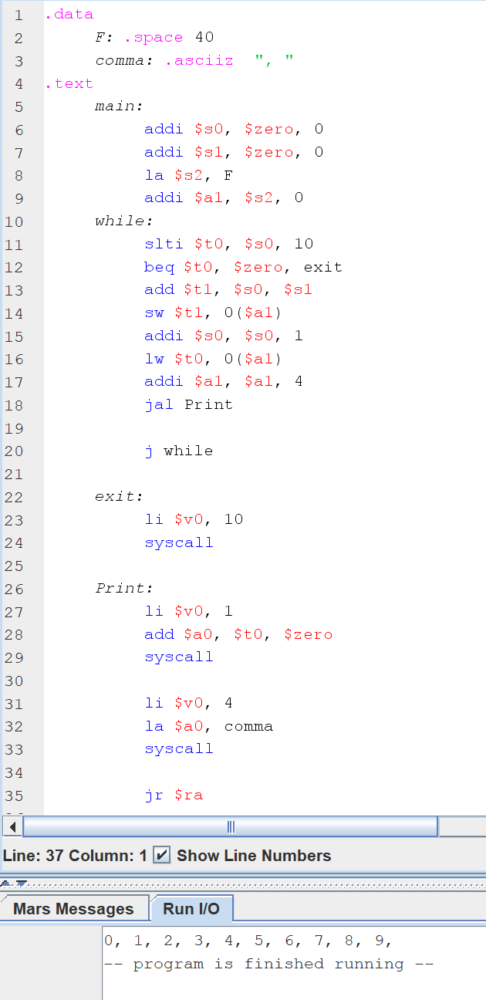 1 .data
2 F: .space 40
3 comma: .asciiz ", "
4 .text
5 main:
6 addi $s0, $zero, 0
7 addi $s1, $zero, 0
8 la $s2, F
9 addi $a1, $s2, 0
10 while:
11 slti $t0, $s0, 10
12 beq $t0, $zero, exit
13 add $t1, $s0, $s1
14 sw $t1, 0($a1)
15 addi $s0, $s0, 1
16 lw $t0, 0($a1)
17 addi $a1, $a1, 4
18 jal Print
19
20 j while
21
22 exit:
23 li $v0, 10
24 syscall
25
26 Print:
27 li $v0, 1
28 add $a0, $t0, $zero
29 syscall
30
31 li $v0, 4
32 la $a0, comma
33 syscall
34
35 jr $ra
Line: 37 Column: 1 Show Line Numbers
Mars Messages Run I/O
0, 1, 2, 3, 4, 5, 6, 7, 8, 9,
-- program is finished running --